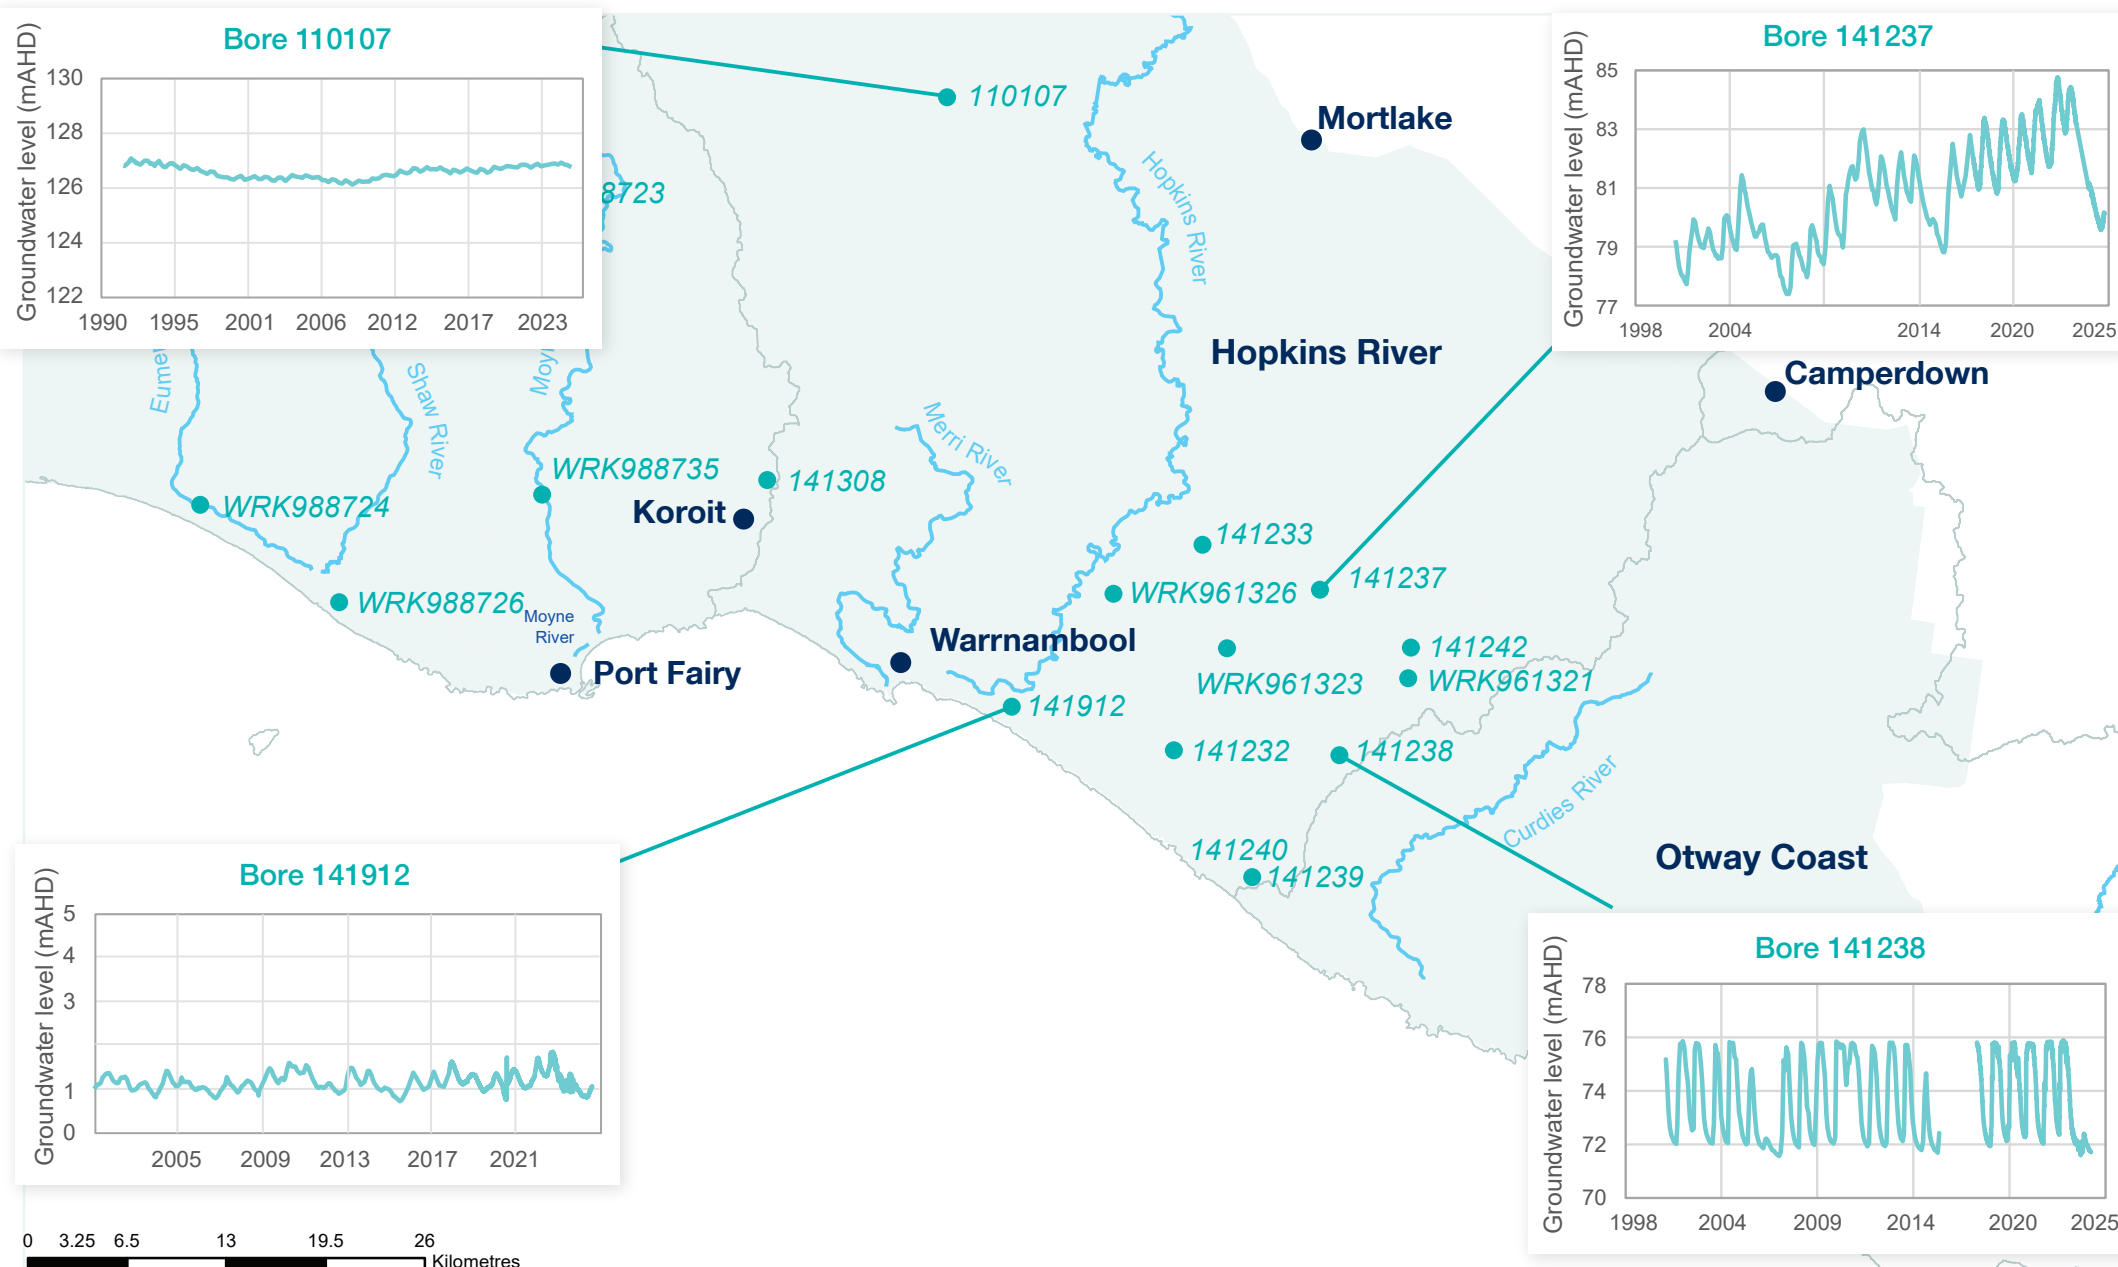 Bore 110107
Groundwater level (mAHD)
130
128
126
124
122
1990 1995 2001 2006 2012 2017 2023
Bore 141237
Groundwater level (mAHD)
85
83
81
79
77
1998 2004 2014 2020 2025
110107
Mortlake
8723
Hopkins River
Hopkins River
Camperdown
Shaw River
Merri River
WRK988735
141308
WRK988724
Koroit
141233
141237
WRK961326
WRK988726
Moyne
River
Warrnambool
141242
Port Fairy
WRK961323
WRK961321
141912
141232
141238
Curdies River
141240
141239
Otway Coast
Bore 141912
Groundwater level (mAHD)
5
4
3
1
0
2005 2009 2013 2017 2021
Bore 141238
Groundwater level (mAHD)
78
76
74
72
70
1998 2004 2009 2014 2020 2025
0 3.25 6.5 13 19.5 26
Kilometres